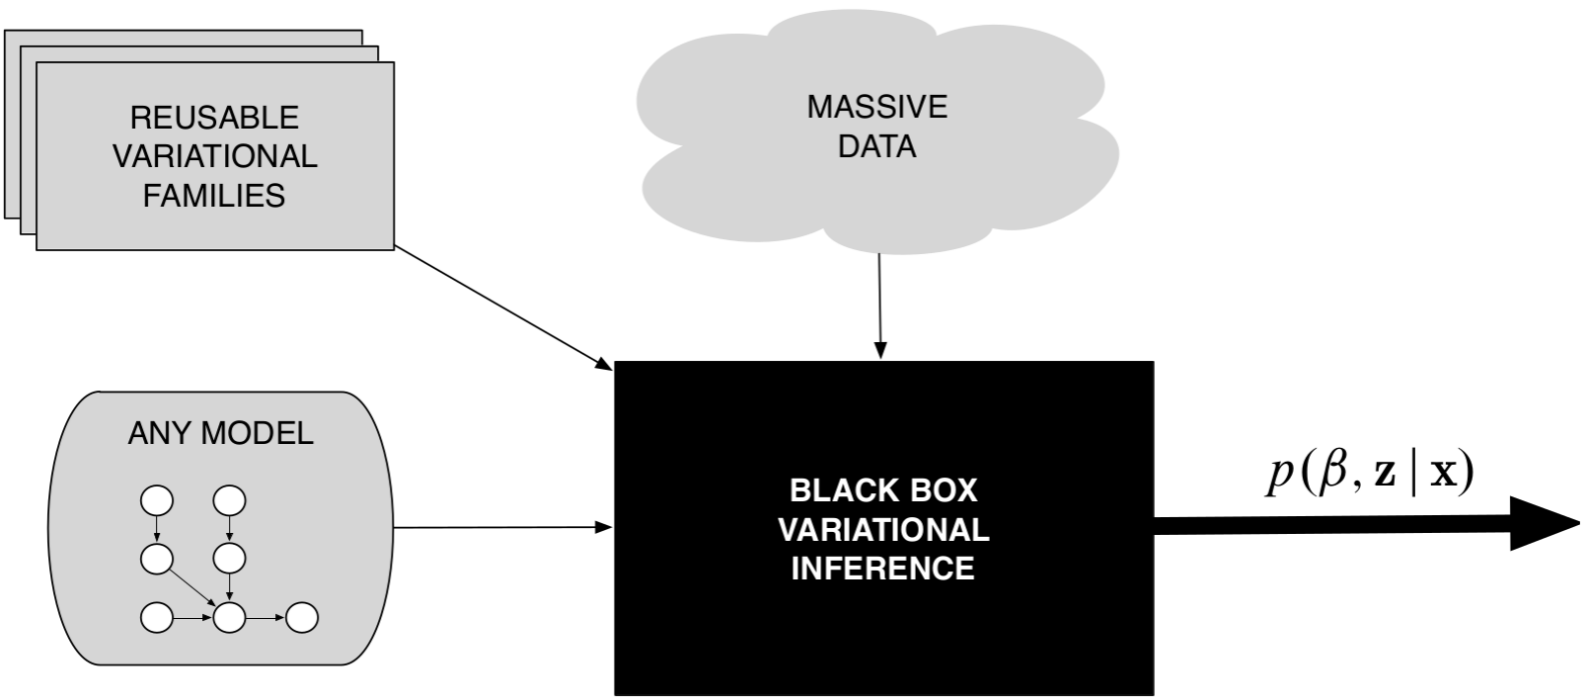 REUSABLE
VARIATIONAL
FAMILIES
MASSIVE
DATA
ANY MODEL
BLACK BOX
VARIATIONAL
INFERENCE
p(β, z | x)